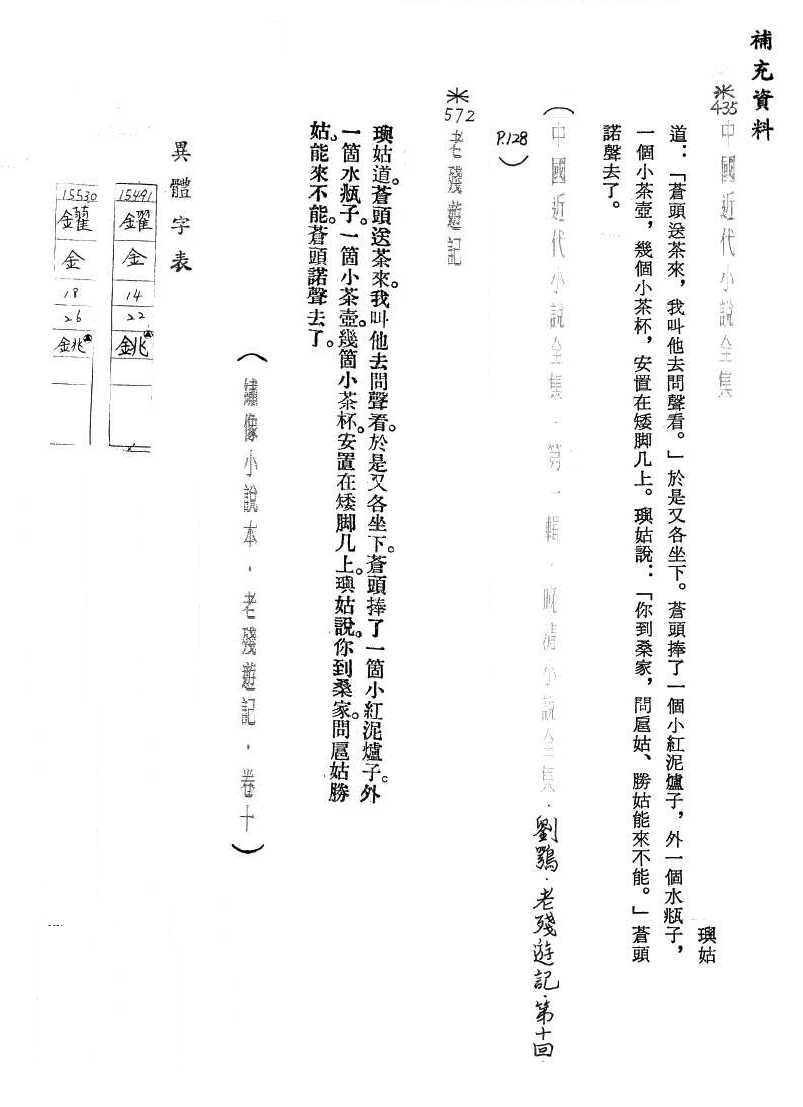 補充資料
※435
中國近代小說全集
璵姑
道：「蒼頭送茶來，我叫他去問聲看。」於是又各坐下。蒼頭捧了一個小紅泥爐子，外一個水瓶子，
一個小茶壺，幾個小茶杯，安置在矮脚几上。璵姑說：「你到桑家，問扈姑、勝姑能來不能。」蒼頭
諾聲去了。
（中國近代小說全集．第一輯．晚清小說全集．劉鶚．老殘遊記．第十回
P.128）
※572
老殘遊記
璵姑道。蒼頭送茶來。我叫他去問聲看。於是又各坐下。蒼頭捧了一箇小紅泥爐子。外
一箇水瓶子。一箇小茶壺。幾箇小茶杯。安置在矮脚几上。璵姑說。你到桑家。問扈姑勝
姑。能來不能。蒼頭諾聲去了。
（繡像小說本．老殘遊記．卷十）
異體字表
15491
鑃
金
14
22
銚
15530
金
18
26
銚